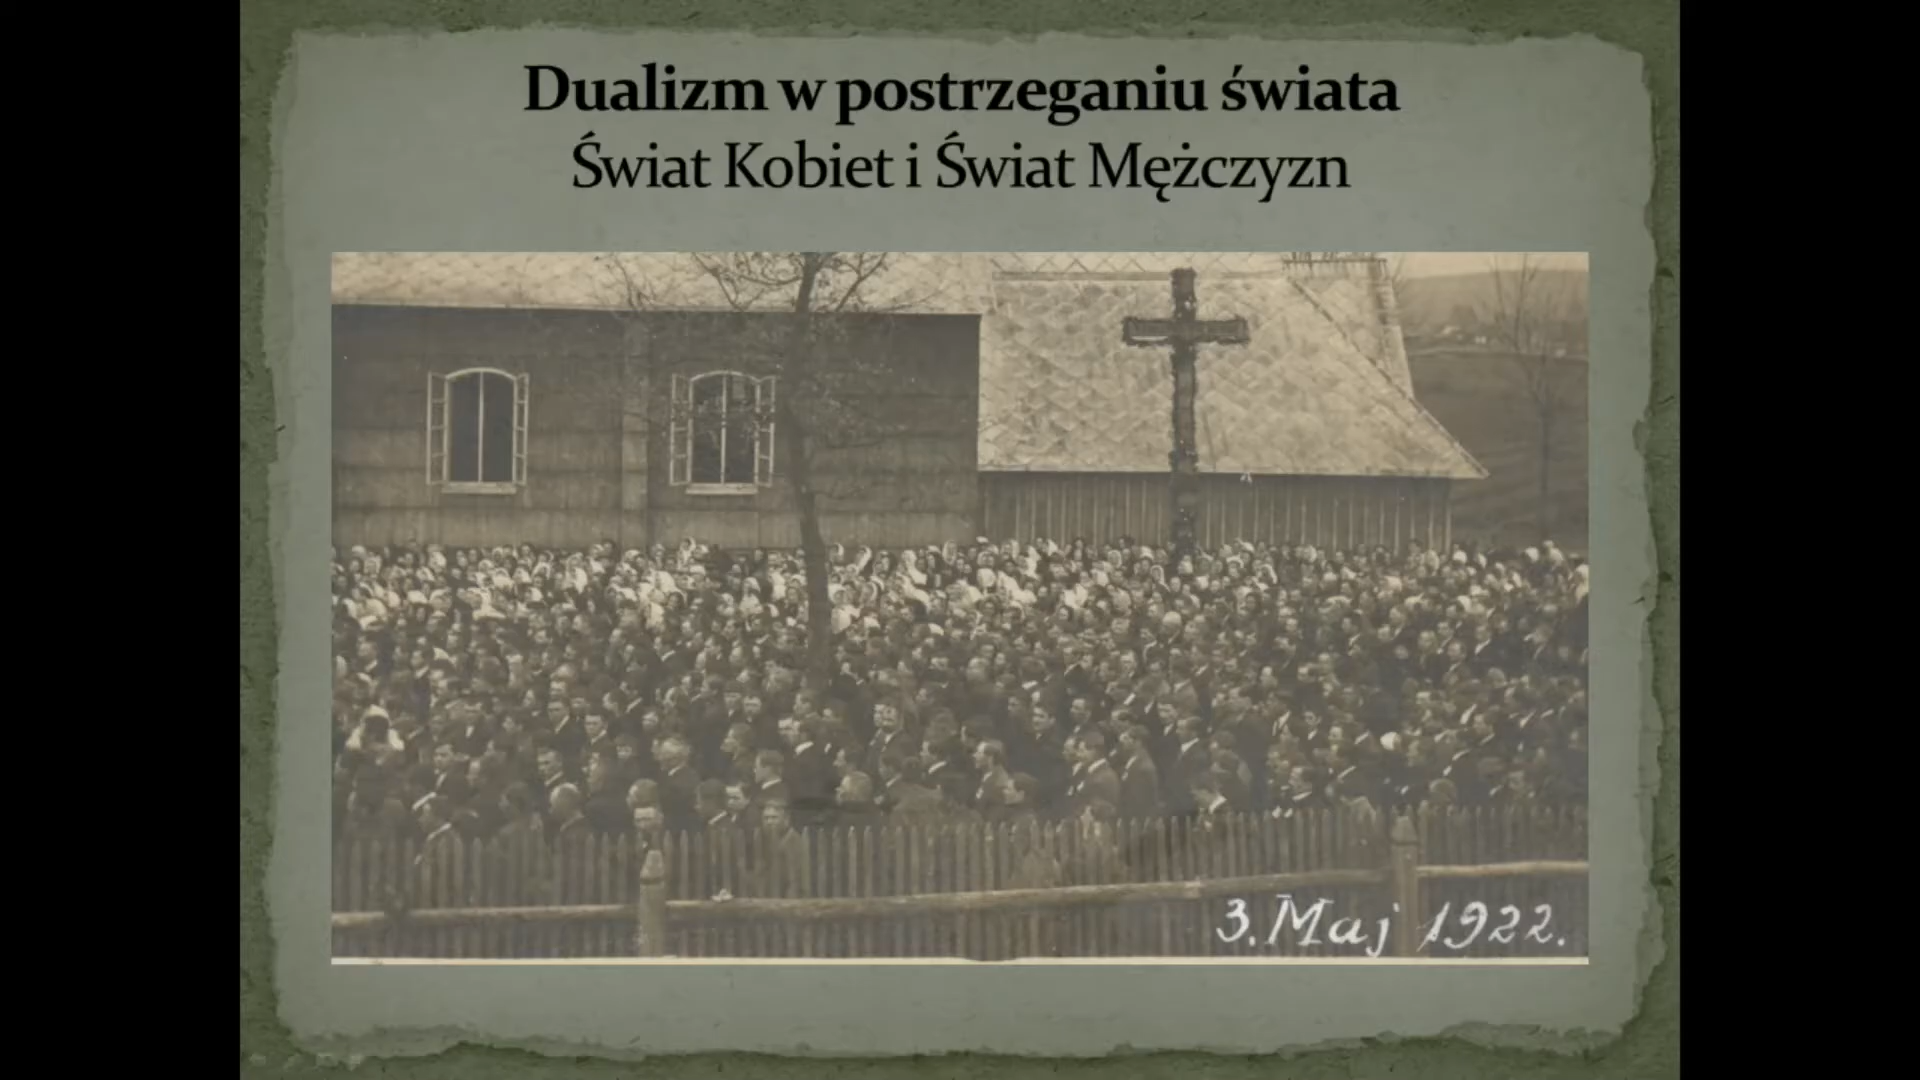 Dualizm w postrzeganiu świata
Świat Kobiet i Świat Mężczyzn
3. Maj 1922.